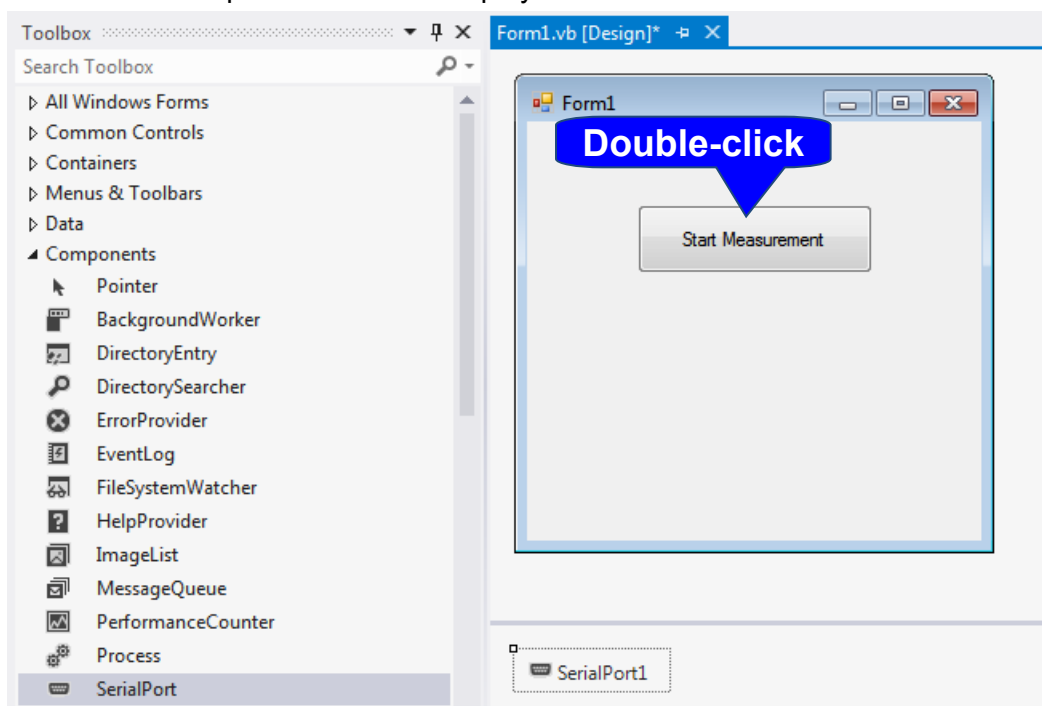 Toolbox
Form1.vb [Design]*
Search Toolbox
All Windows Forms
Common Controls
Containers
Menus & Toolbars
Data
Components
Pointer
BackgroundWorker
DirectoryEntry
DirectorySearcher
ErrorProvider
EventLog
FileSystemWatcher
HelpProvider
ImageList
MessageQueue
PerformanceCounter
Process
SerialPort
Form1
Double-click
Start Measurement
SerialPort1